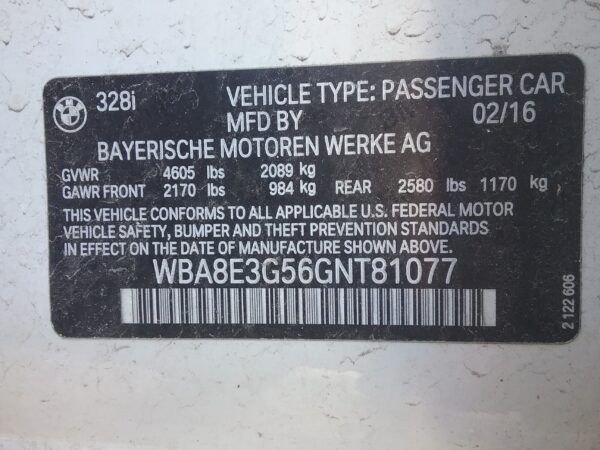 BMW
328i VEHICLE TYPE: PASSENGER CAR
MFD BY 02/16
BAYERISCHE MOTOREN WERKE AG
GVWR 4605 lbs 2089 kg
GAWR FRONT 2170 lbs 984 kg REAR 2580 lbs 1170 kg
THIS VEHICLE CONFORMS TO ALL APPLICABLE U.S. FEDERAL MOTOR
VEHICLE SAFETY, BUMPER AND THEFT PREVENTION STANDARDS
IN EFFECT ON THE DATE OF MANUFACTURE SHOWN ABOVE.
WBA8E3G56GNT81077
2 122 606